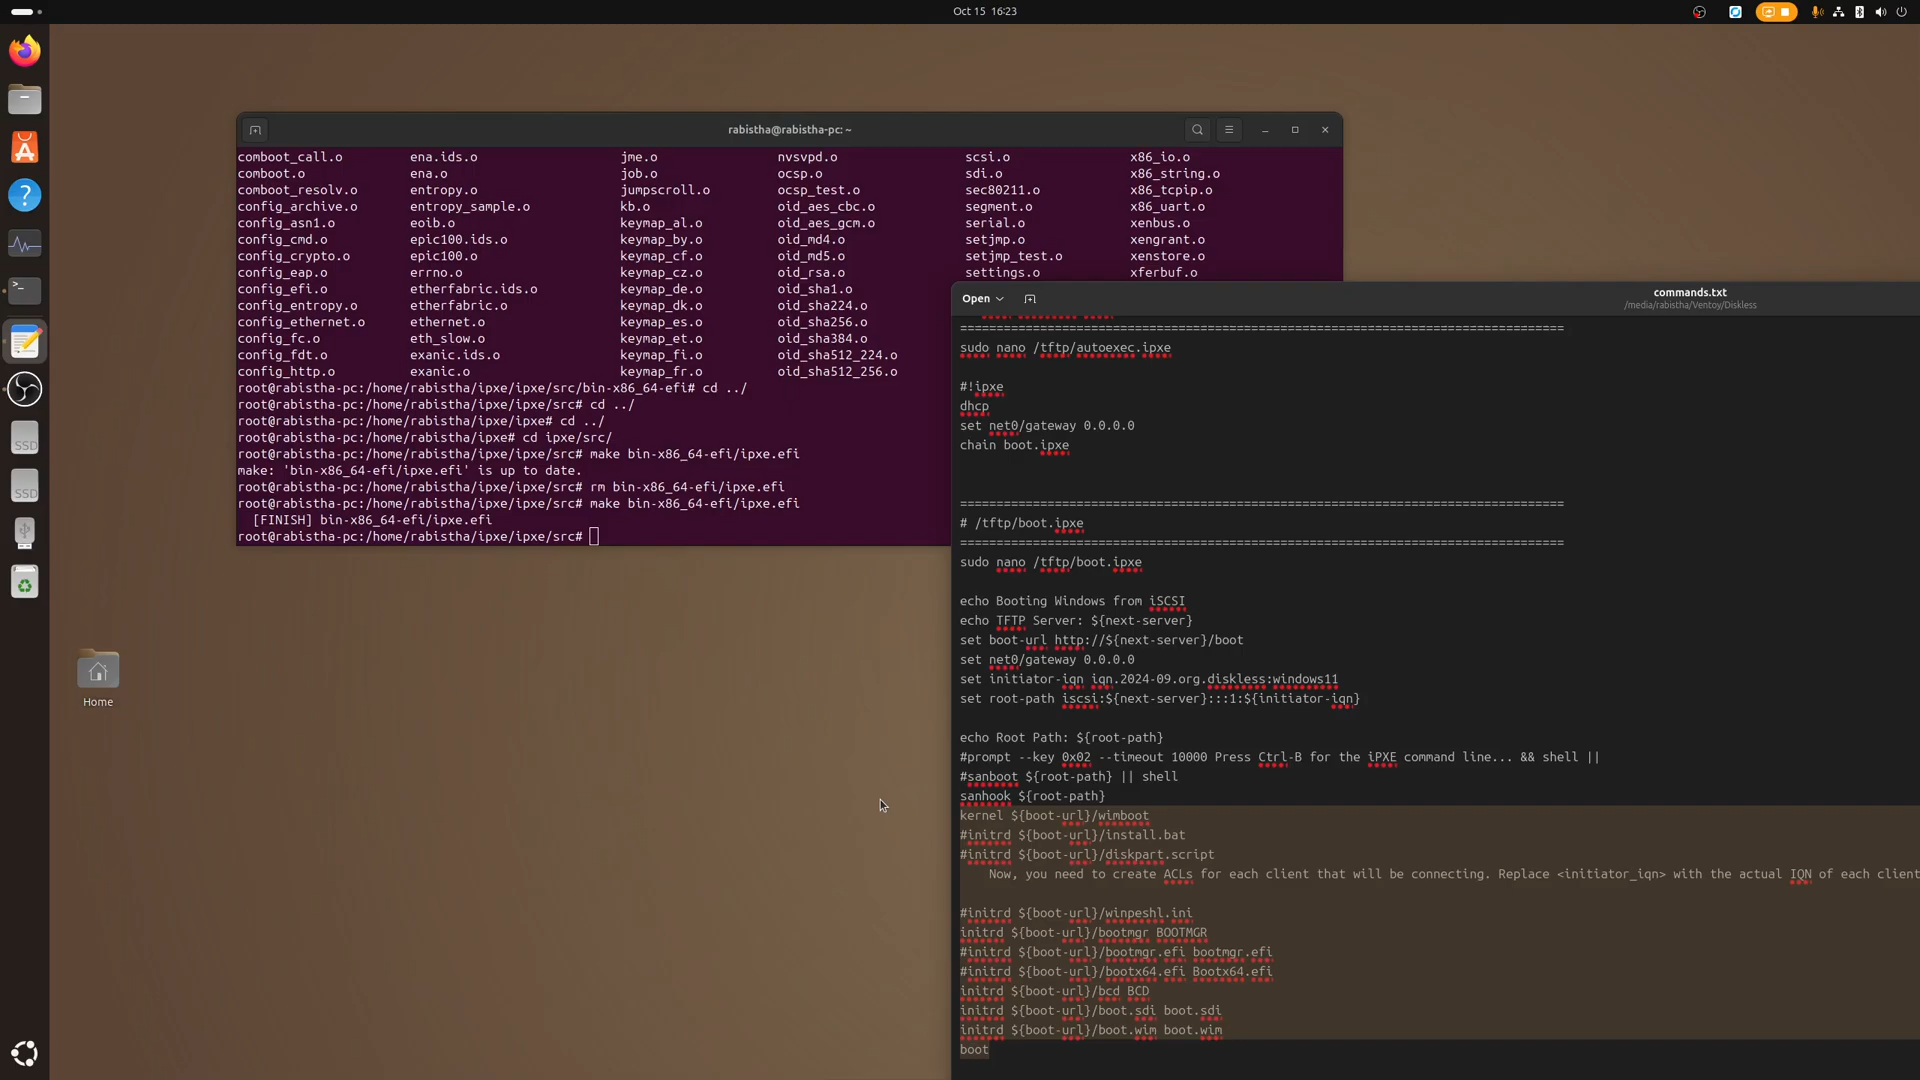 Oct 15 16:23
rabistha@rabistha-pc: ~
comboot_call.o ena.ids.o jme.o nvsvpd.o scsi.o x86_io.o
comboot.o ena.o job.o ocsp.o sdi.o x86_string.o
comboot_resolv.o entropy.o jumpscroll.o ocsp_test.o sec80211.o x86_tcpip.o
config_archive.o entropy_sample.o kb.o oid_aes_cbc.o segment.o x86_uart.o
config_asn1.o eoib.o keymap_al.o oid_aes_gcm.o serial.o xenbus.o
config_cmd.o epic100.ids.o keymap_by.o oid_md4.o setjmp.o xengrant.o
config_crypto.o epic100.o keymap_cf.o oid_md5.o setjmp_test.o xenstore.o
config_eap.o errno.o keymap_cz.o oid_rsa.o settings.o xferbuf.o
config_efi.o etherfabric.ids.o keymap_de.o oid_sha1.o
config_entropy.o etherfabric.o keymap_dk.o oid_sha224.o
config_ethernet.o ethernet.o keymap_es.o oid_sha256.o
config_fc.o eth_slow.o keymap_et.o oid_sha384.o
config_fdt.o exanic.ids.o keymap_fi.o oid_sha512_224.o
config_http.o exanic.o keymap_fr.o oid_sha512_256.o
root@rabistha-pc:/home/rabistha/ipxe/ipxe/src/bin-x86_64-efi# cd ../
root@rabistha-pc:/home/rabistha/ipxe/ipxe/src# cd ../
root@rabistha-pc:/home/rabistha/ipxe/ipxe# cd ../
root@rabistha-pc:/home/rabistha/ipxe# cd ipxe/src/
root@rabistha-pc:/home/rabistha/ipxe/ipxe/src# make bin-x86_64-efi/ipxe.efi
make: 'bin-x86_64-efi/ipxe.efi' is up to date.
root@rabistha-pc:/home/rabistha/ipxe/ipxe/src# rm bin-x86_64-efi/ipxe.efi
root@rabistha-pc:/home/rabistha/ipxe/ipxe/src# make bin-x86_64-efi/ipxe.efi
[FINISH] bin-x86_64-efi/ipxe.efi
root@rabistha-pc:/home/rabistha/ipxe/ipxe/src#
Open
commands.txt
/media/rabistha/Ventoy/Diskless
===================================================================================
sudo nano /tftp/autoexec.ipxe
#!ipxe
dhcp
set net0/gateway 0.0.0.0
chain boot.ipxe
===================================================================================
# /tftp/boot.ipxe
===================================================================================
sudo nano /tftp/boot.ipxe
echo Booting Windows from iSCSI
echo TFTP Server: ${next-server}
set boot-url http://${next-server}/boot
set net0/gateway 0.0.0.0
set initiator-iqn iqn.2024-09.org.diskless:windows11
set root-path iscsi:${next-server}:::1:${initiator-iqn}
echo Root Path: ${root-path}
#prompt --key 0x02 --timeout 10000 Press Ctrl-B for the iPXE command line... && shell ||
#sanboot ${root-path} || shell
sanhook ${root-path}
kernel ${boot-url}/wimboot
#initrd ${boot-url}/install.bat
#initrd ${boot-url}/diskpart.script
Now, you need to create ACLs for each client that will be connecting. Replace <initiator_iqn> with the actual IQN of each client
#initrd ${boot-url}/winpeshl.ini
initrd ${boot-url}/bootmgr BOOTMGR
#initrd ${boot-url}/bootmgr.efi bootmgr.efi
#initrd ${boot-url}/bootx64.efi Bootx64.efi
initrd ${boot-url}/bcd BCD
initrd ${boot-url}/boot.sdi boot.sdi
initrd ${boot-url}/boot.wim boot.wim
boot
SSD
SSD
Home